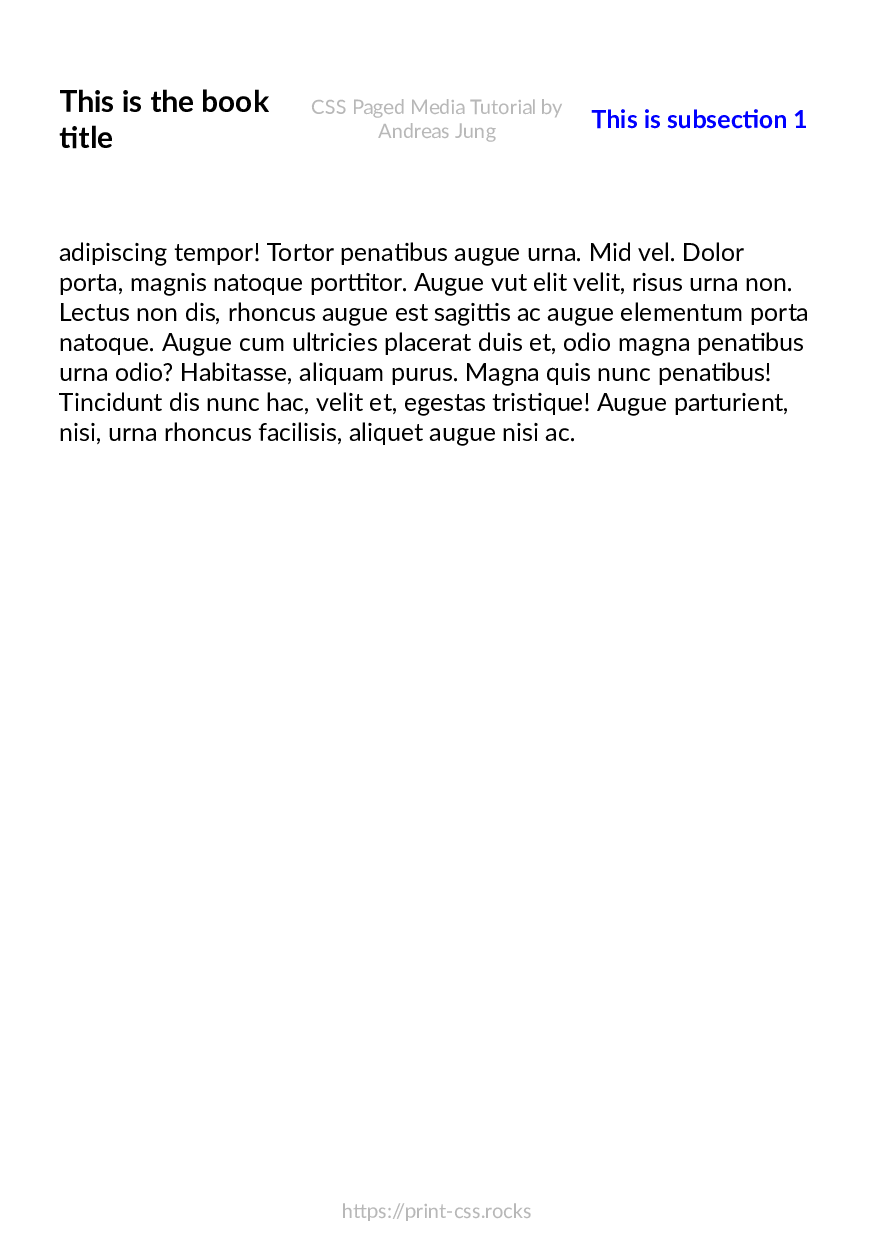 This is the book
title
CSS Paged Media Tutorial by
Andreas Jung
This is subsection 1
adipiscing tempor! Tortor penatibus augue urna. Mid vel. Dolor
porta, magnis natoque porttitor. Augue vut elit velit, risus urna non.
Lectus non dis, rhoncus augue est sagittis ac augue elementum porta
natoque. Augue cum ultricies placerat duis et, odio magna penatibus
urna odio? Habitasse, aliquam purus. Magna quis nunc penatibus!
Tincidunt dis nunc hac, velit et, egestas tristique! Augue parturient,
nisi, urna rhoncus facilisis, aliquet augue nisi ac.
https://print-css.rocks